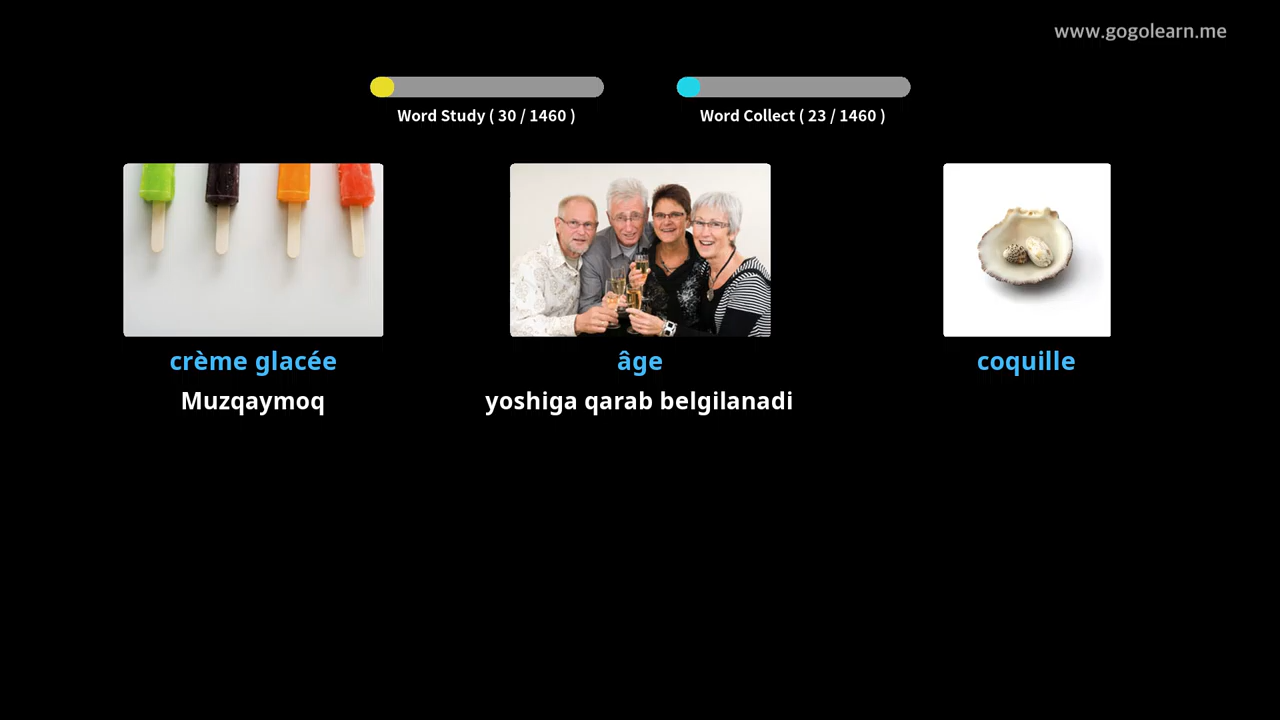 www.gogolearn.me
Word Study ( 30 / 1460 )
Word Collect ( 23 / 1460 )
crème glacée
Muzqaymoq
âge
yoshiga qarab belgilanadi
coquille